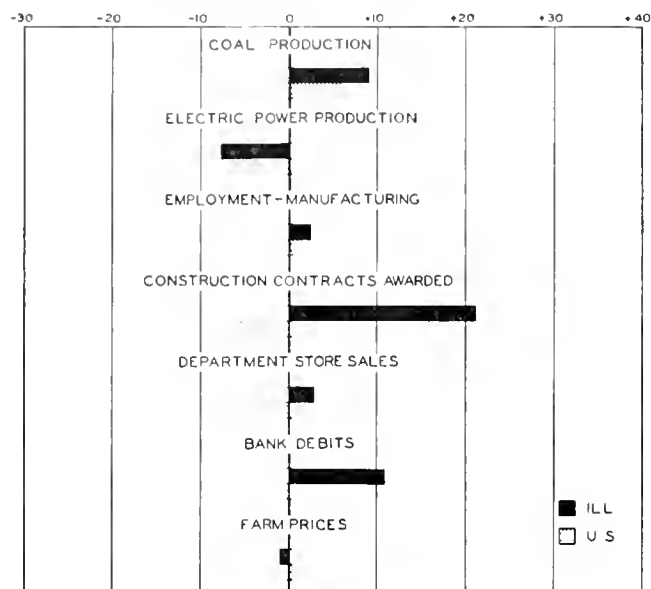 -30 -20 -10 0 +10 +20 +30 +40
COAL PRODUCTION
ELECTRIC POWER PRODUCTION
EMPLOYMENT-MANUFACTURING
CONSTRUCTION CONTRACTS AWARDED
DEPARTMENT STORE SALES
BANK DEBITS
FARM PRICES
ILL
U S